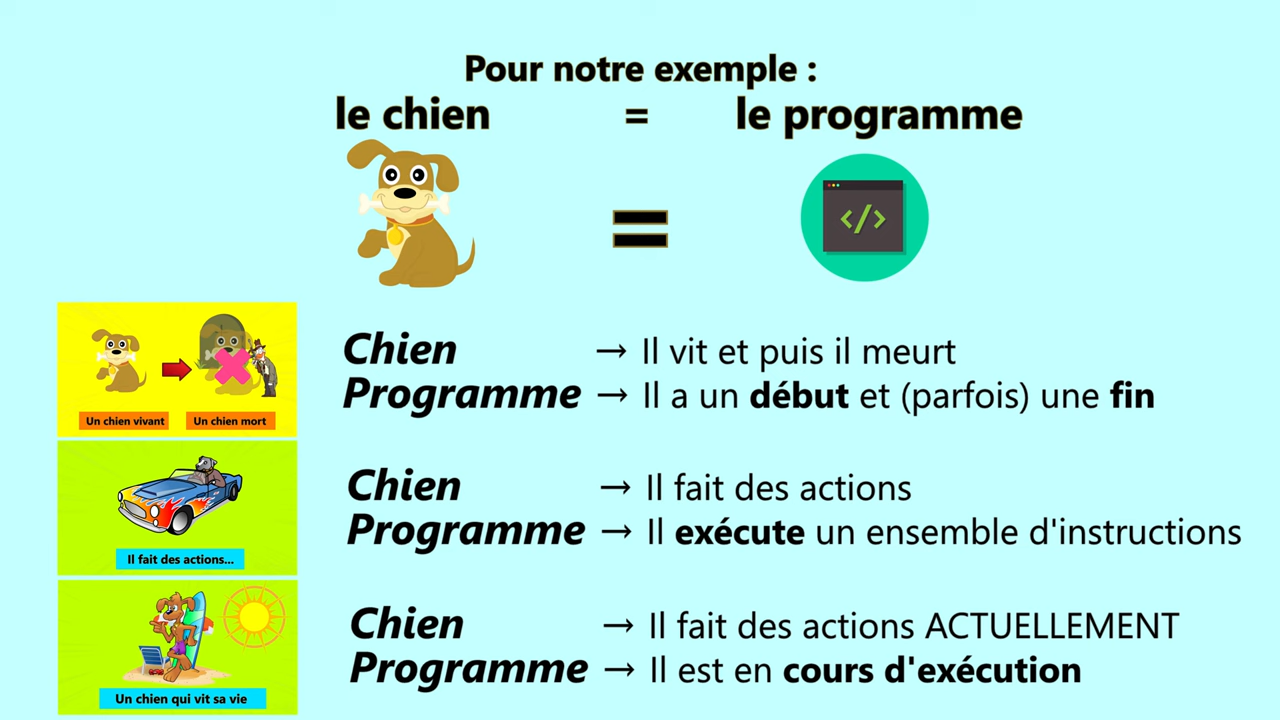 Pour notre exemple :
le chien = le programme
=
</>
Chien → Il vit et puis il meurt
Programme → Il a un début et (parfois) une fin
Un chien vivant Un chien mort
Chien → Il fait des actions
Programme → Il exécute un ensemble d'instructions
Il fait des actions...
Chien → Il fait des actions ACTUELLEMENT
Programme → Il est en cours d'exécution
Un chien qui vit sa vie